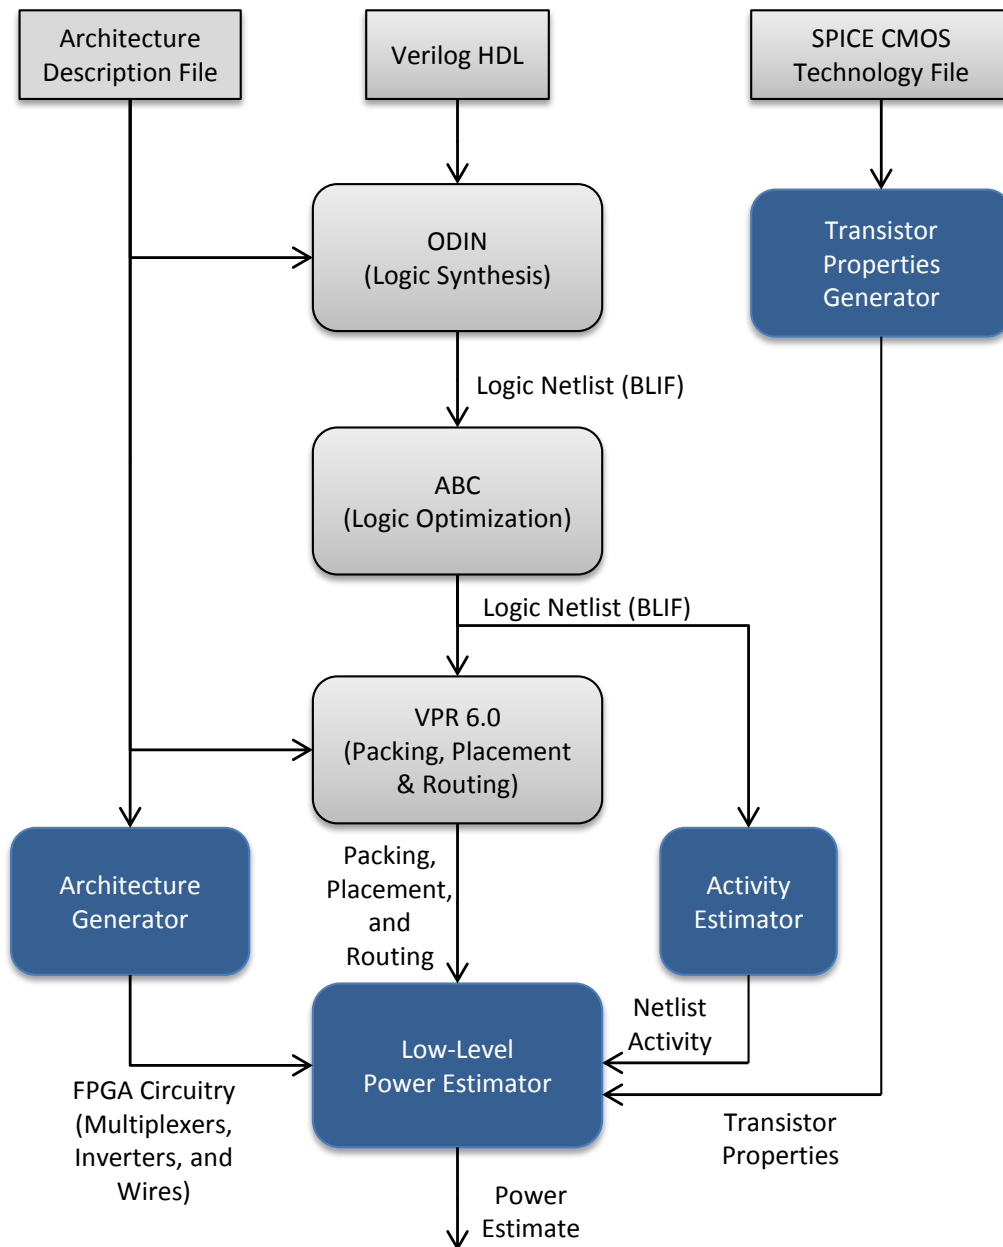 Architecture
Description File
Verilog HDL
SPICE CMOS
Technology File
ODIN
(Logic Synthesis)
Transistor
Properties
Generator
Logic Netlist (BLIF)
ABC
(Logic Optimization)
Logic Netlist (BLIF)
VPR 6.0
(Packing, Placement
& Routing)
Architecture
Generator
Packing,
Placement,
and
Routing
Activity
Estimator
Low-Level
Power Estimator
Netlist
Activity
FPGA Circuitry
(Multiplexers,
Inverters, and
Wires)
Transistor
Properties
Power
Estimate